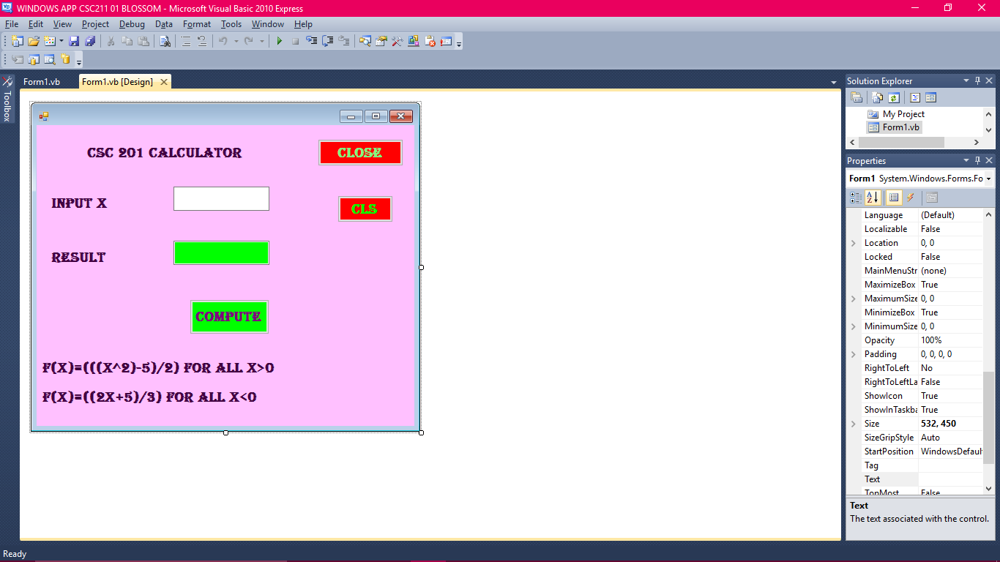 WINDOWS APP CSC211 01 BLOSSOM - Microsoft Visual Basic 2010 Express
File Edit View Project Debug Data Format Tools Window Help
Toolbox
Form1.vb
Form1.vb [Design]
CSC 201 CALCULATOR
CLOSE
INPUT X
CLS
RESULT
COMPUTE
F(X)=(((X^2)-5)/2) FOR ALL X>0
F(X)=((2X+5)/3) FOR ALL X<0
Solution Explorer
My Project
Form1.vb
Properties
Form1 System.Windows.Forms.Fo
Language (Default)
Localizable False
Location 0, 0
Locked False
MainMenuStr (none)
MaximizeBox True
MaximumSize 0, 0
MinimizeBox True
MinimumSize 0, 0
Opacity 100%
Padding 0, 0, 0, 0
RightToLeft No
RightToLeftLa False
ShowIcon True
ShowInTaskba True
Size 532, 450
SizeGripStyle Auto
StartPosition WindowsDefaul
Tag
Text
TopMost False
Text
The text associated with the control.
Ready